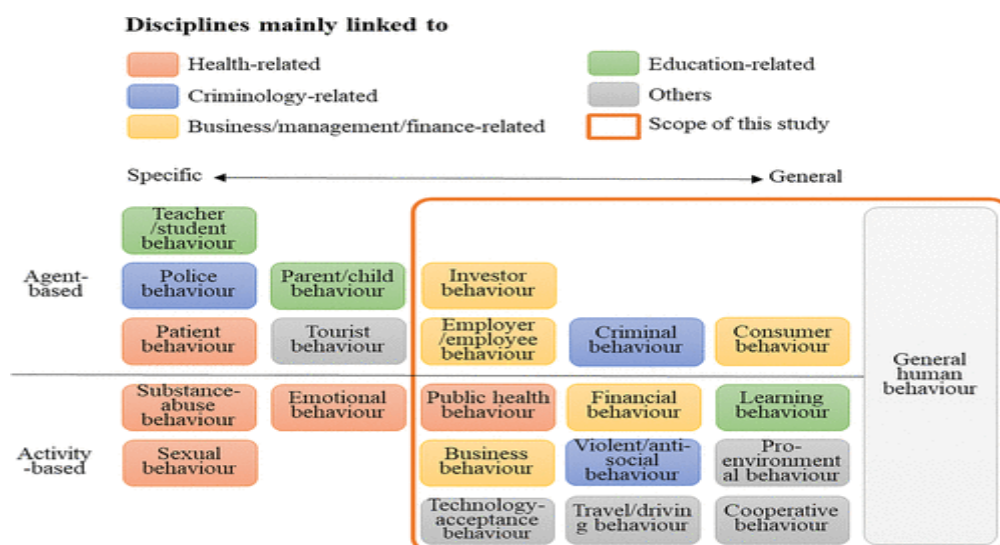 Disciplines mainly linked to
Health-related
Education-related
Criminology-related
Others
Business/management/finance-related
Scope of this study
Specific
General
Teacher
/student
behaviour
Agent-
based
Police
behaviour
Parent/child
behaviour
Investor
behaviour
Patient
behaviour
Tourist
behaviour
Employer
/employee
behaviour
Criminal
behaviour
Consumer
behaviour
General
human
behaviour
Activity
-based
Substance-
abuse
behaviour
Emotional
behaviour
Public health
behaviour
Financial
behaviour
Learning
behaviour
Sexual
behaviour
Business
behaviour
Violent/anti-
social
behaviour
Pro-
environment
al behaviour
Technology-
acceptance
behaviour
Travel/drivin
g behaviour
Cooperative
behaviour